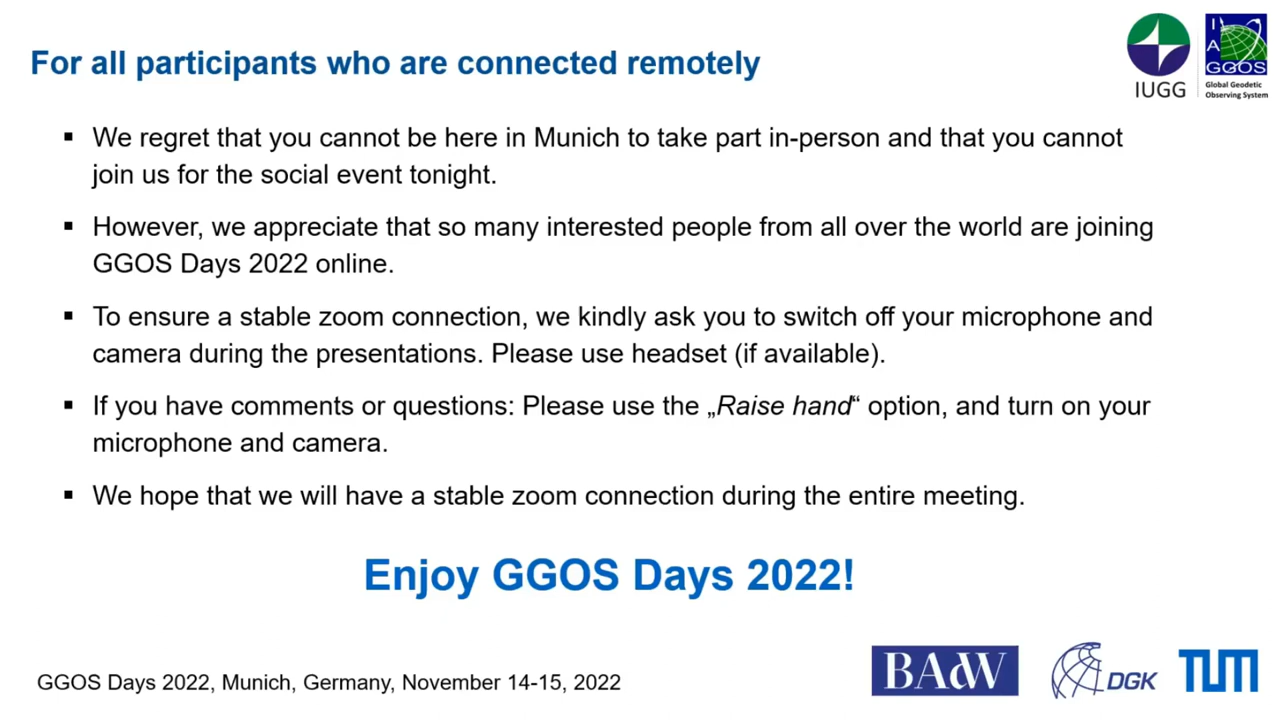 For all participants who are connected remotely
IUGG
I
A
GGOS
Global Geodetic
Observing System
▪ We regret that you cannot be here in Munich to take part in-person and that you cannot
join us for the social event tonight.
▪ However, we appreciate that so many interested people from all over the world are joining
GGOS Days 2022 online.
▪ To ensure a stable zoom connection, we kindly ask you to switch off your microphone and
camera during the presentations. Please use headset (if available).
▪ If you have comments or questions: Please use the „Raise hand“ option, and turn on your
microphone and camera.
▪ We hope that we will have a stable zoom connection during the entire meeting.
Enjoy GGOS Days 2022!
GGOS Days 2022, Munich, Germany, November 14-15, 2022
BAdW
DGK
TUM